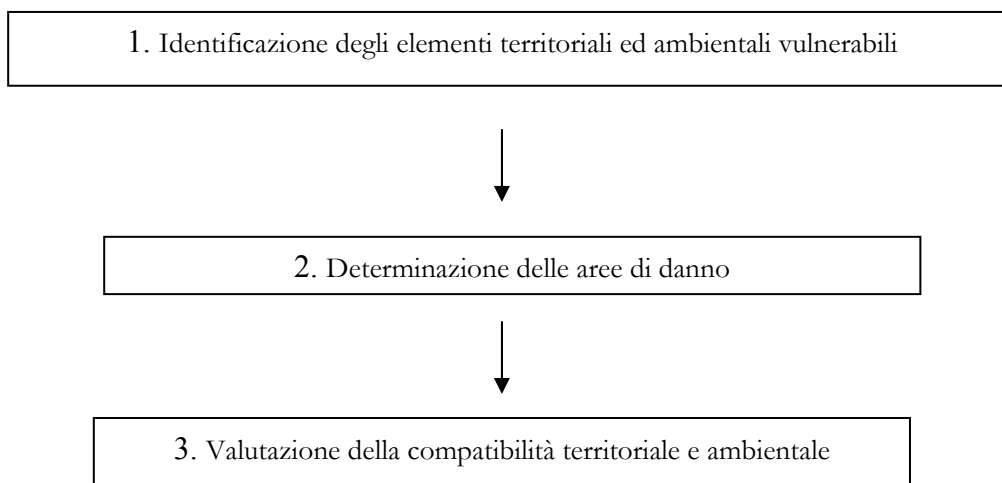 1. Identificazione degli elementi territoriali ed ambientali vulnerabili
2. Determinazione delle aree di danno
3. Valutazione della compatibilità territoriale e ambientale